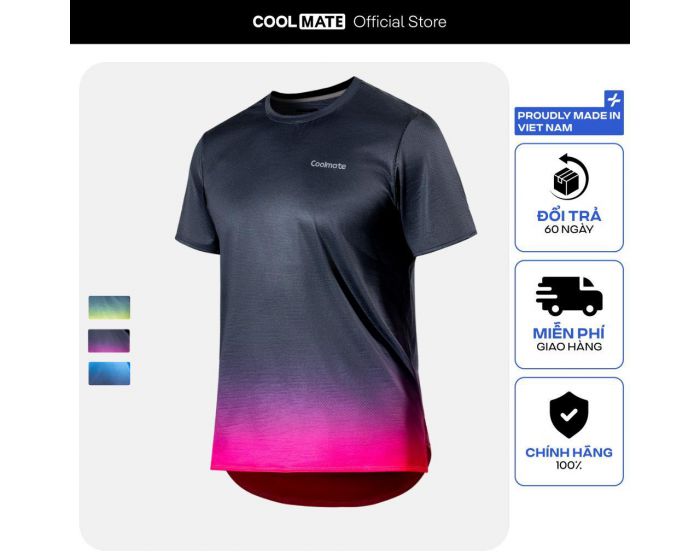 COOLMATE Official Store
PROUDLY MADE IN
VIET NAM
Coolmate
ĐỔI TRẢ
60 NGÀY
MIỄN PHÍ
GIAO HÀNG
CHÍNH HÃNG
100%